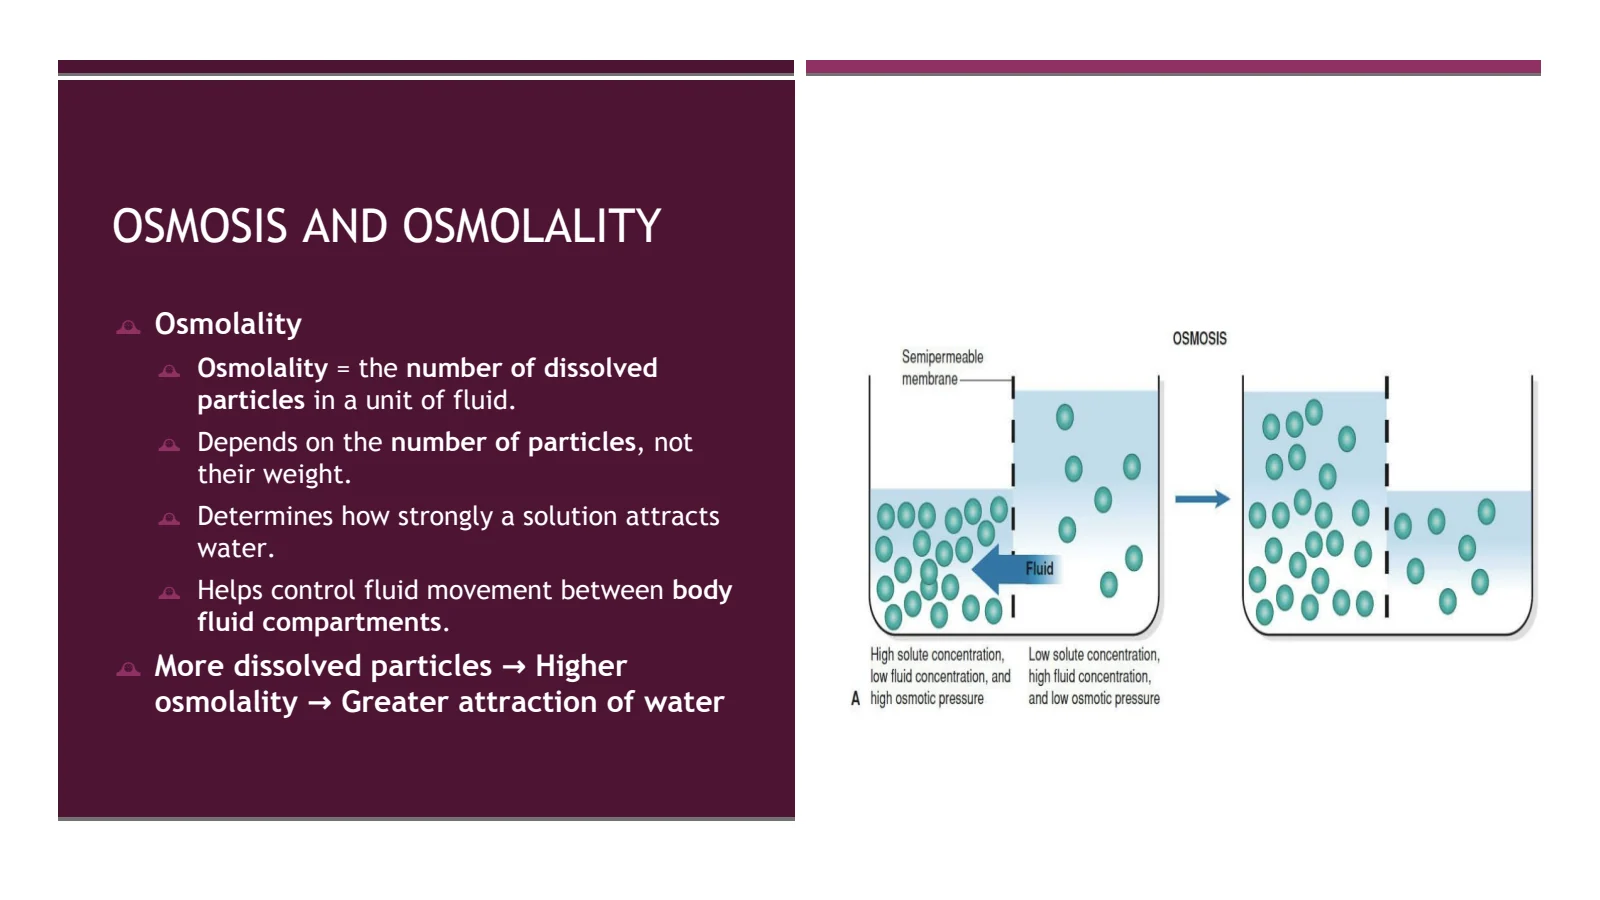 OSMOSIS AND OSMOLALITY
Osmolality
Osmolality = the number of dissolved
particles in a unit of fluid.
Depends on the number of particles, not
their weight.
Determines how strongly a solution attracts
water.
Helps control fluid movement between body
fluid compartments.
More dissolved particles → Higher
osmolality → Greater attraction of water
OSMOSIS
Semipermeable
membrane
Fluid
High solute concentration,
low fluid concentration, and
high osmotic pressure
Low solute concentration,
high fluid concentration,
and low osmotic pressure
A